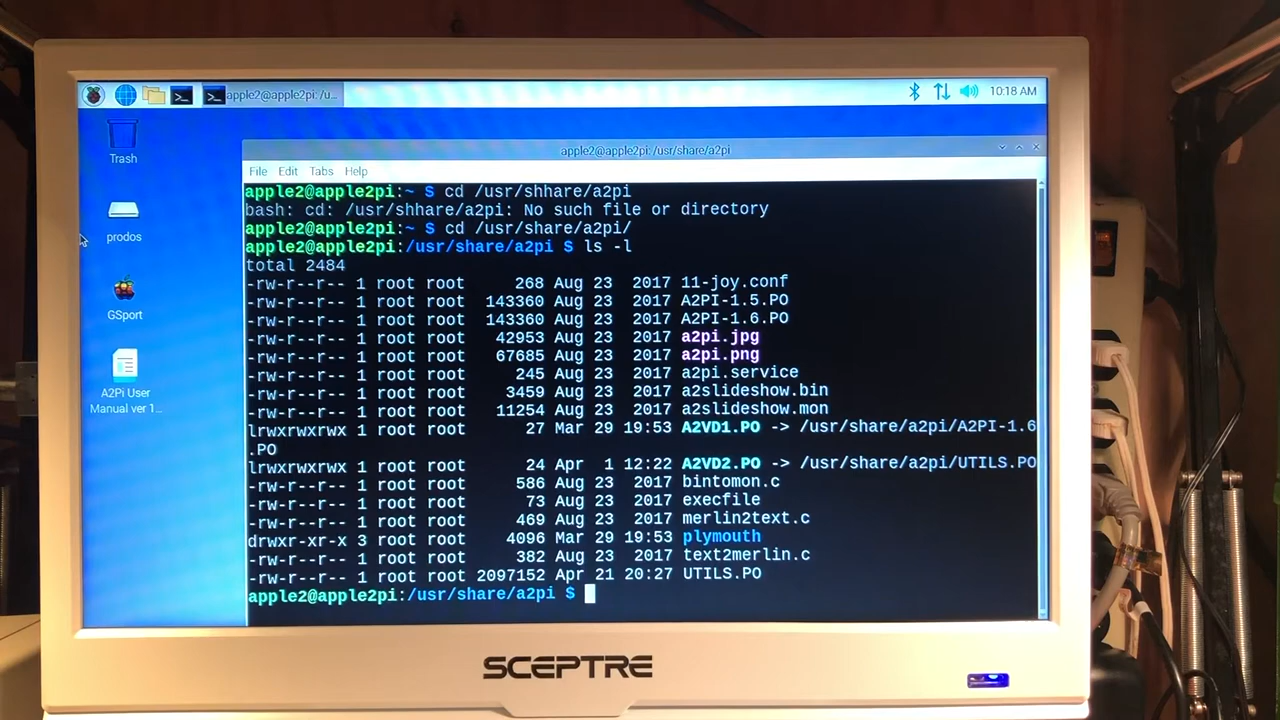 apple2@apple2pi: /u...
10:18 AM
Trash
prodos
GSport
A2Pi User
Manual ver 1...
apple2@apple2pi: /usr/share/a2pi
File Edit Tabs Help
apple2@apple2pi:~ $ cd /usr/shhare/a2pi
bash: cd: /usr/shhare/a2pi: No such file or directory
apple2@apple2pi:~ $ cd /usr/share/a2pi/
apple2@apple2pi:/usr/share/a2pi $ ls -l
total 2484
-rw-r--r-- 1 root root 268 Aug 23 2017 11-joy.conf
-rw-r--r-- 1 root root 143360 Aug 23 2017 A2PI-1.5.PO
-rw-r--r-- 1 root root 143360 Aug 23 2017 A2PI-1.6.PO
-rw-r--r-- 1 root root 42953 Aug 23 2017 a2pi.jpg
-rw-r--r-- 1 root root 67685 Aug 23 2017 a2pi.png
-rw-r--r-- 1 root root 245 Aug 23 2017 a2pi.service
-rw-r--r-- 1 root root 3459 Aug 23 2017 a2slideshow.bin
-rw-r--r-- 1 root root 11254 Aug 23 2017 a2slideshow.mon
lrwxrwxrwx 1 root root 27 Mar 29 19:53 A2VD1.PO -> /usr/share/a2pi/A2PI-1.6
.PO
lrwxrwxrwx 1 root root 24 Apr 1 12:22 A2VD2.PO -> /usr/share/a2pi/UTILS.PO
-rw-r--r-- 1 root root 586 Aug 23 2017 bintomon.c
-rw-r--r-- 1 root root 73 Aug 23 2017 execfile
-rw-r--r-- 1 root root 469 Aug 23 2017 merlin2text.c
drwxr-xr-x 3 root root 4096 Mar 29 19:53 plymouth
-rw-r--r-- 1 root root 382 Aug 23 2017 text2merlin.c
-rw-r--r-- 1 root root 2097152 Apr 21 20:27 UTILS.PO
apple2@apple2pi:/usr/share/a2pi $
SCEPTRE